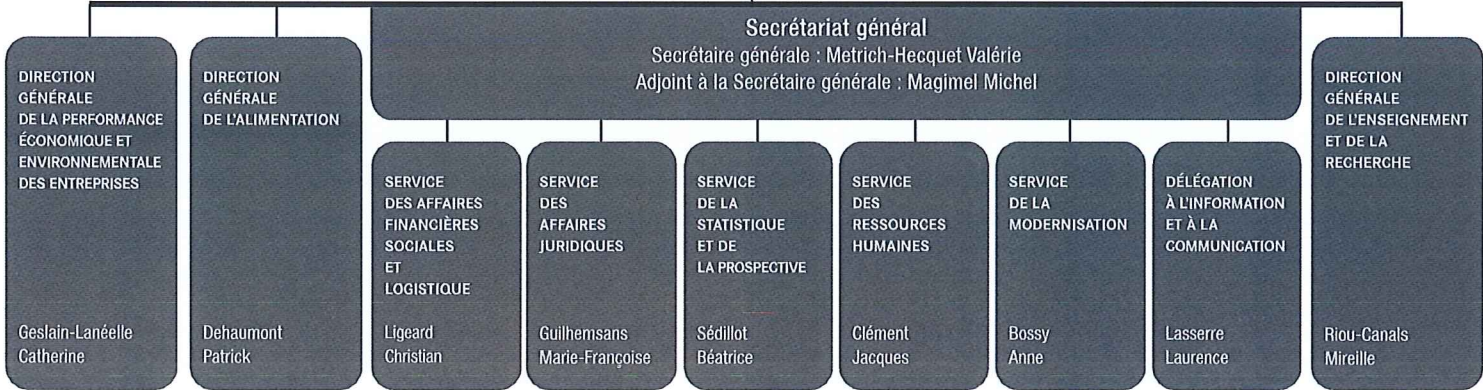 Secrétariat général
Secrétaire générale : Metrich-Hecquet Valérie
Adjoint à la Secrétaire générale : Magimel Michel
DIRECTION
GÉNÉRALE
DE LA PERFORMANCE
ÉCONOMIQUE ET
ENVIRONNEMENTALE
DES ENTREPRISES
Geslain-Lanéelle
Catherine
DIRECTION
GÉNÉRALE
DE L'ALIMENTATION
Dehaumont
Patrick
SERVICE
DES AFFAIRES
FINANCIÈRES
SOCIALES
ET
LOGISTIQUE
Ligeard
Christian
SERVICE
DES
AFFAIRES
JURIDIQUES
Guilhemsans
Marie-Françoise
SERVICE
DE LA
STATISTIQUE
ET DE
LA PROSPECTIVE
Sédillot
Béatrice
SERVICE
DES
RESSOURCES
HUMAINES
Clément
Jacques
SERVICE
DE LA
MODERNISATION
Bossy
Anne
DÉLÉGATION
À L'INFORMATION
ET À LA
COMMUNICATION
Lasserre
Laurence
DIRECTION
GÉNÉRALE
DE L'ENSEIGNEMENT
ET DE LA
RECHERCHE
Riou-Canals
Mireille